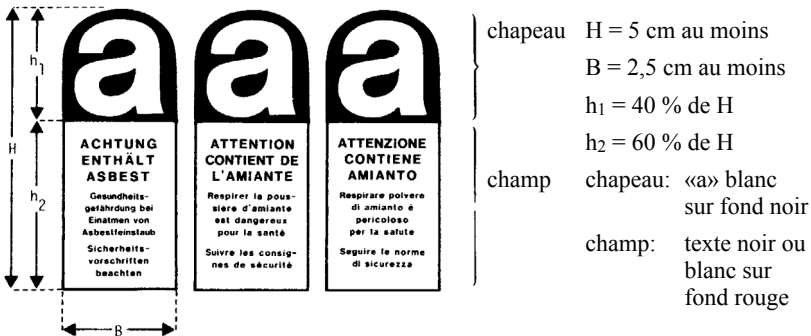 a
a
a
chapeau
H = 5 cm au moins
B = 2,5 cm au moins
h1 = 40 % de H
h2 = 60 % de H
h1
H
h2
ACHTUNG
ENTHÄLT
ASBEST
Gesundheits-
gefährdung bei
Einatmen von
Asbestfeinstaub
Sicherheits-
vorschriften
beachten
ATTENTION
CONTIENT DE
L'AMIANTE
Respirer la pous-
sière d'amiante
est dangereux
pour la santé
Suivre les consig-
nes de sécurité
ATTENZIONE
CONTIENE
AMIANTO
Respirare polvere
di amianto è
pericoloso
per la salute
Seguire le norme
di sicurezza
champ
chapeau: «a» blanc
sur fond noir
champ: texte noir ou
blanc sur
fond rouge
B